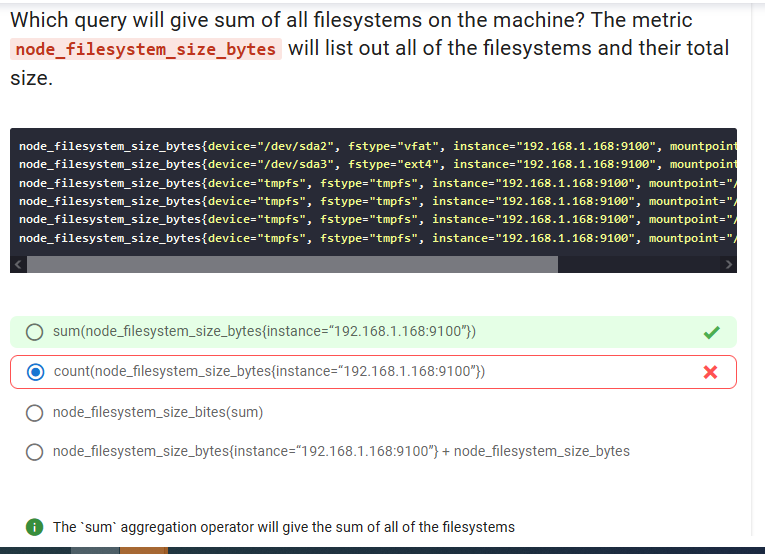 Which query will give sum of all filesystems on the machine? The metric
node_filesystem_size_bytes will list out all of the filesystems and their total
size.
node_filesystem_size_bytes{device="/dev/sda2", fstype="vfat", instance="192.168.1.168:9100", mountpoint
node_filesystem_size_bytes{device="/dev/sda3", fstype="ext4", instance="192.168.1.168:9100", mountpoint
node_filesystem_size_bytes{device="tmpfs", fstype="tmpfs", instance="192.168.1.168:9100", mountpoint="/
node_filesystem_size_bytes{device="tmpfs", fstype="tmpfs", instance="192.168.1.168:9100", mountpoint="/
node_filesystem_size_bytes{device="tmpfs", fstype="tmpfs", instance="192.168.1.168:9100", mountpoint="/
node_filesystem_size_bytes{device="tmpfs", fstype="tmpfs", instance="192.168.1.168:9100", mountpoint="/
sum(node_filesystem_size_bytes{instance=“192.168.1.168:9100”})
count(node_filesystem_size_bytes{instance=“192.168.1.168:9100”})
node_filesystem_size_bites(sum)
node_filesystem_size_bytes{instance=“192.168.1.168:9100”} + node_filesystem_size_bytes
The `sum` aggregation operator will give the sum of all of the filesystems